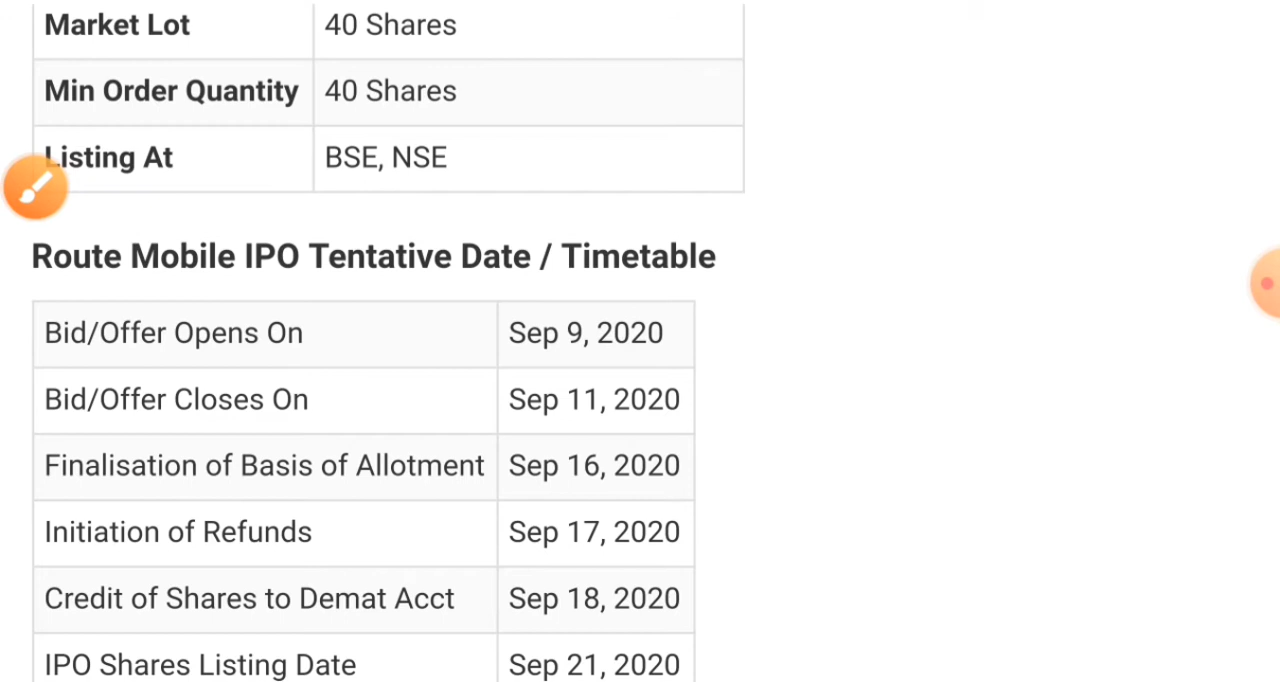 Market Lot 40 Shares
Min Order Quantity 40 Shares
Listing At BSE, NSE
Route Mobile IPO Tentative Date / Timetable
Bid/Offer Opens On Sep 9, 2020
Bid/Offer Closes On Sep 11, 2020
Finalisation of Basis of Allotment Sep 16, 2020
Initiation of Refunds Sep 17, 2020
Credit of Shares to Demat Acct Sep 18, 2020
IPO Shares Listing Date Sep 21, 2020